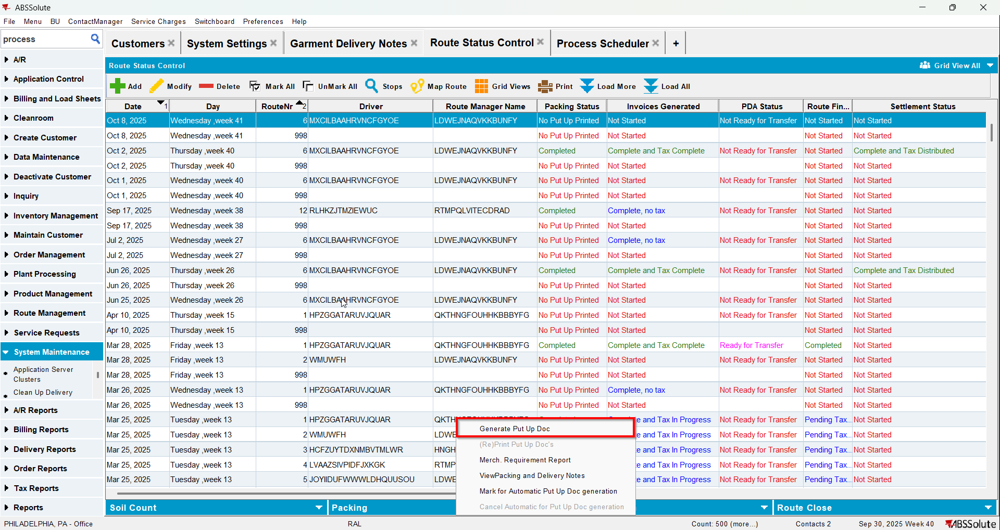 ABSSolute
File Menu BU ContactManager Service Charges Switchboard Preferences Help
process
Customers System Settings Garment Delivery Notes Route Status Control Process Scheduler +
Route Status Control Grid View All
Add Modify Delete Mark All UnMark All Stops Map Route Grid Views Print Load More Load All
A/R
Application Control
Billing and Load Sheets
Cleanroom
Create Customer
Data Maintenance
Deactivate Customer
Inquiry
Inventory Management
Maintain Customer
Order Management
Plant Processing
Product Management
Route Management
Service Requests
System Maintenance
Application Server
Clusters
Clean Up Delivery
A/R Reports
Billing Reports
Delivery Reports
Order Reports
Tax Reports
Reports
Date 1 Day RouteNr 2 Driver Route Manager Name Packing Status Invoices Generated PDA Status Route Fin... Settlement Status
Oct 8, 2025 Wednesday ,week 41 6 MXCILBAAHRVNCFGYOE LDWEJNAQVKKBUNFY No Put Up Printed Not Started Not Ready for Transfer Not Started Not Started
Oct 8, 2025 Wednesday ,week 41 998 No Put Up Printed Not Started Not Started Not Started
Oct 2, 2025 Thursday ,week 40 6 MXCILBAAHRVNCFGYOE LDWEJNAQVKKBUNFY Completed Complete and Tax Complete Not Ready for Transfer Not Started Complete and Tax Distributed
Oct 2, 2025 Thursday ,week 40 998 No Put Up Printed Not Started Not Started Not Started
Oct 1, 2025 Wednesday ,week 40 6 MXCILBAAHRVNCFGYOE LDWEJNAQVKKBUNFY No Put Up Printed Not Started Not Ready for Transfer Not Started Not Started
Oct 1, 2025 Wednesday ,week 40 998 No Put Up Printed Not Started Not Started Not Started
Sep 17, 2025 Wednesday ,week 38 12 RLHKZJTMZIEWUC RTMPQLVITECDRAD Completed Complete, no tax Not Ready for Transfer Not Started Not Started
Sep 17, 2025 Wednesday ,week 38 998 No Put Up Printed Not Started Not Started Not Started
Jul 2, 2025 Wednesday ,week 27 6 MXCILBAAHRVNCFGYOE LDWEJNAQVKKBUNFY No Put Up Printed Complete, no tax Not Ready for Transfer Not Started Not Started
Jul 2, 2025 Wednesday ,week 27 998 No Put Up Printed Not Started Not Started Not Started
Jun 26, 2025 Thursday ,week 26 6 MXCILBAAHRVNCFGYOE LDWEJNAQVKKBUNFY Completed Complete and Tax Complete Not Ready for Transfer Not Started Complete and Tax Distributed
Jun 26, 2025 Thursday ,week 26 998 No Put Up Printed Not Started Not Started Not Started
Jun 25, 2025 Wednesday ,week 26 6 MXCILBAAHRVNCFGYOE LDWEJNAQVKKBUNFY No Put Up Printed Not Started Not Ready for Transfer Not Started Not Started
Apr 10, 2025 Thursday ,week 15 1 HPZGGATARUVJQUAR QKTHNGFOUHHKBBBYFG No Put Up Printed Not Started Not Ready for Transfer Not Started Not Started
Apr 10, 2025 Thursday ,week 15 998 No Put Up Printed Not Started Not Started Not Started
Mar 28, 2025 Friday ,week 13 1 HPZGGATARUVJQUAR QKTHNGFOUHHKBBBYFG Completed Complete and Tax Complete Ready for Transfer Completed Not Started
Mar 28, 2025 Friday ,week 13 2 WMUWFH LDWEJNAQVKKBUNFY No Put Up Printed Not Started Not Ready for Transfer Not Started Not Started
Mar 28, 2025 Friday ,week 13 998 No Put Up Printed Not Started Not Started Not Started
Mar 26, 2025 Wednesday ,week 13 1 HPZGGATARUVJQUAR QKTHNGFOUHHKBBBYFG No Put Up Printed Complete, no tax Not Ready for Transfer Not Started Not Started
Mar 26, 2025 Wednesday ,week 13 998 No Put Up Printed Not Started Not Started Not Started
Mar 25, 2025 Tuesday ,week 13 1 HPZGGATARUVJQUAR and Tax In Progress Not Ready for Transfer Pending Tax... Not Started
Mar 25, 2025 Tuesday ,week 13 2 WMUWFH LDWE and Tax In Progress Not Ready for Transfer Pending Tax... Not Started
Mar 25, 2025 Tuesday ,week 13 3 HCFZUYTDXNMBVTMLWR HNGH and Tax In Progress Not Ready for Transfer Pending Tax... Not Started
Mar 25, 2025 Tuesday ,week 13 4 LVAAZSIVPIDFJXKGK RTMP and Tax In Progress Not Ready for Transfer Pending Tax... Not Started
Mar 25, 2025 Tuesday ,week 13 5 JOYIIDUFWWWLDHQUUSOU LDWE and Tax In Progress Not Ready for Transfer Pending Tax... Not Started
Generate Put Up Doc
(Re)Print Put Up Doc's
Merch. Requirement Report
ViewPacking and Delivery Notes
Mark for Automatic Put Up Doc generation
Cancel Automatic for Put Up Doc generation
Soil Count Packing Route Close
PHILADELPHIA, PA - Office RAL Count: 500 (more...) Contacts 2 Sep 30, 2025 Week 40 ABSSolute